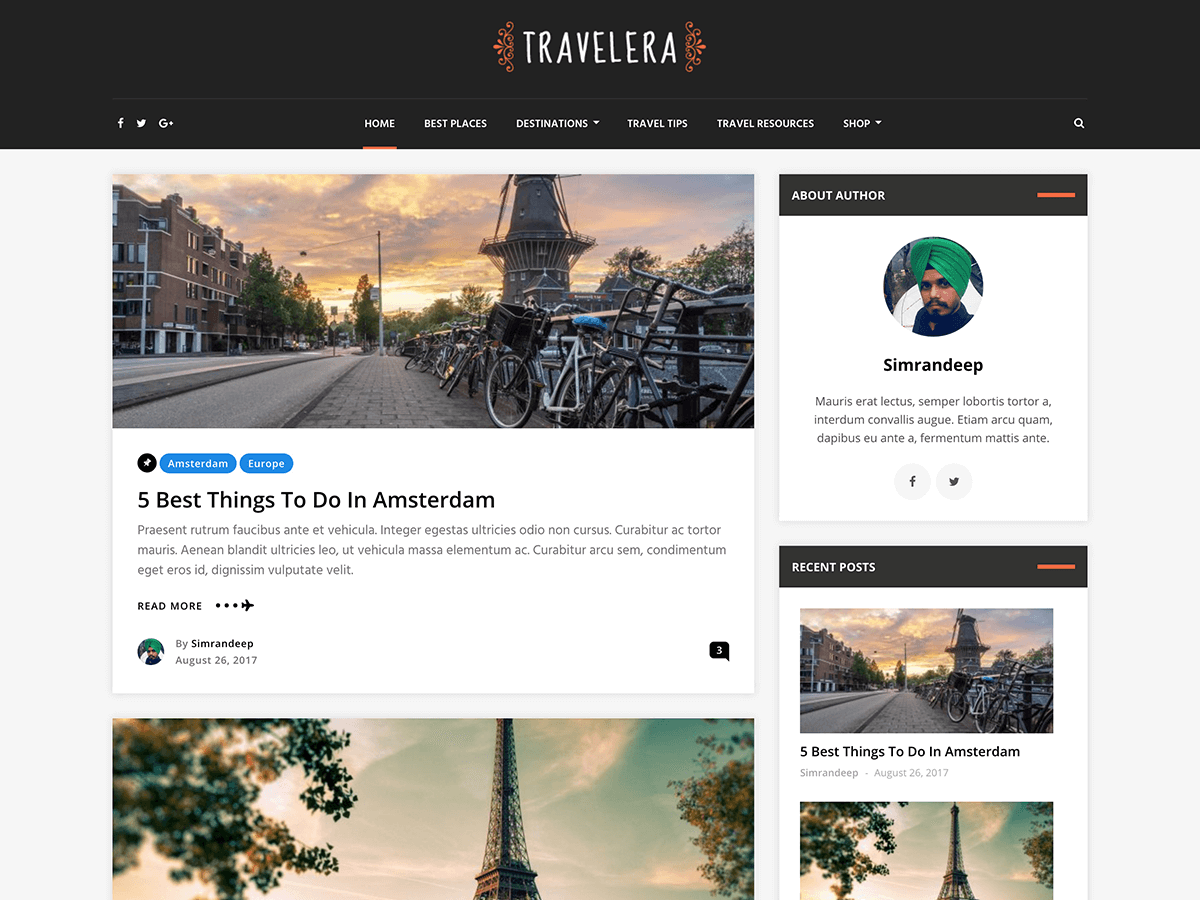 TRAVELERA
HOME BEST PLACES DESTINATIONS TRAVEL TIPS TRAVEL RESOURCES SHOP
Amsterdam Europe
5 Best Things To Do In Amsterdam
Praesent rutrum faucibus ante et vehicula. Integer egestas ultricies odio non cursus. Curabitur ac tortor
mauris. Aenean blandit ultricies leo, ut vehicula massa elementum ac. Curabitur arcu sem, condimentum
eget eros id, dignissim vulputate velit.
READ MORE
By Simrandeep
August 26, 2017
3
ABOUT AUTHOR
Simrandeep
Mauris erat lectus, semper lobortis tortor a,
interdum convallis augue. Etiam arcu quam,
dapibus eu ante a, fermentum mattis ante.
RECENT POSTS
5 Best Things To Do In Amsterdam
Simrandeep - August 26, 2017